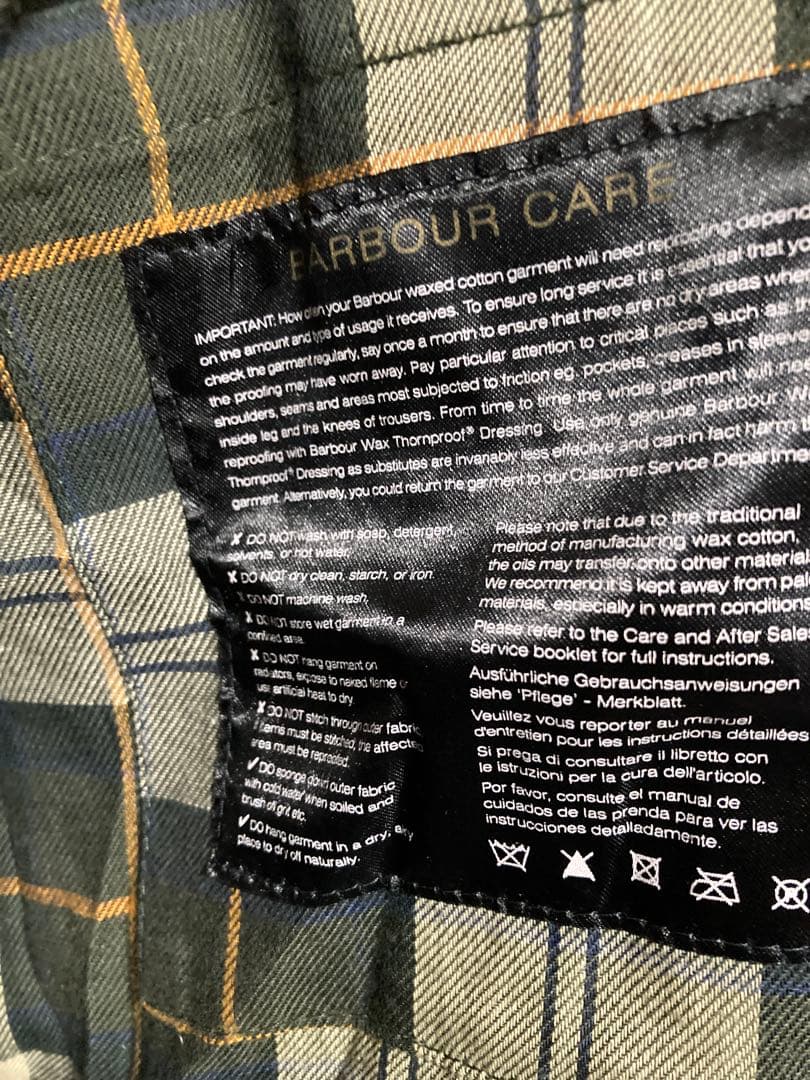 BARBOUR CARE
IMPORTANT: How often your Barbour waxed cotton garment will need reproofing depend
on the amount and type of usage it receives. To ensure long service it is essential that you
check the garment regularly, say once a month to ensure that there are no dry areas whe
the proofing may have worn away. Pay particular attention to critical places such as
shoulders, seams and areas most subjected to friction eg. pockets, creases in sleeve
inside leg and the knees of trousers. From time to time the whole garment will nee
reproofing with Barbour Wax Thornproof® Dressing. Use only genuine Barbour W
Thornproof® Dressing as substitutes are invariably less effective and can in fact harm
garment. Alternatively, you could return the garment to our Customer Service Departme
✗ DO NOT wash with soap, detergent,
solvents, or hot water.
✗ DO NOT dry clean, starch, or iron.
✗ DO NOT machine wash.
✗ DO NOT store wet garment in a
confined area.
✗ DO NOT hang garment on
radiators, expose to naked flame or
use artificial heat to dry.
✗ DO NOT stitch through outer fabric
if items must be stitched, the affected
area must be reproofed.
✓ DO sponge down outer fabric
with cold water when soiled and
brush off grit, etc.
✓ DO hang garment in a dry, airy
place to dry off naturally.
Please note that due to the traditional
method of manufacturing wax cotton,
the oils may transfer onto other material
We recommend it is kept away from pa
materials, especially in warm condition
Please refer to the Care and After Sale
Service booklet for full instructions.
Ausführliche Gebrauchsanweisungen
siehe 'Pflege' - Merkblatt.
Veuillez vous reporter au manuel
d'entretien pour les instructions détaillées
Si prega di consultare il libretto con
le istruzioni per la cura dell'articolo.
Por favor, consulte el manual de
cuidados de las prenda para ver las
instrucciones detalladamente.